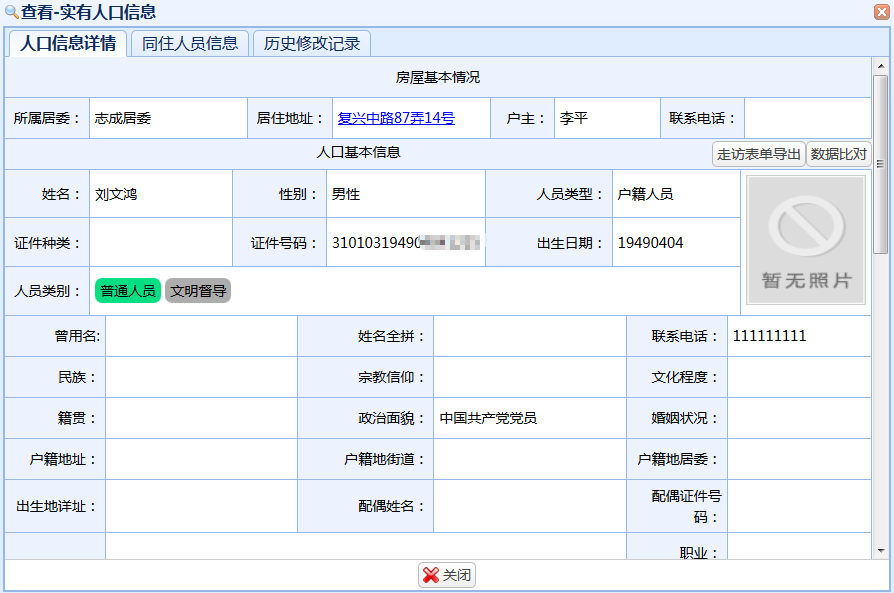 查看-实有人口信息
人口信息详情 同住人员信息 历史修改记录
房屋基本情况
所属居委： 志成居委 居住地址： 复兴中路87弄14号 户主： 李平 联系电话：
人口基本信息 走访表单导出 数据比对
姓名： 刘文鸿 性别： 男性 人员类型： 户籍人员
证件种类： 证件号码： 31010319490 出生日期： 19490404
暂无照片
人员类别： 普通人员 文明督导
曾用名: 姓名全拼： 联系电话： 111111111
民族： 宗教信仰： 文化程度：
籍贯： 政治面貌： 中国共产党党员 婚姻状况：
户籍地址： 户籍地街道： 户籍地居委：
出生地详址： 配偶姓名： 配偶证件号
码：
职业：
关闭